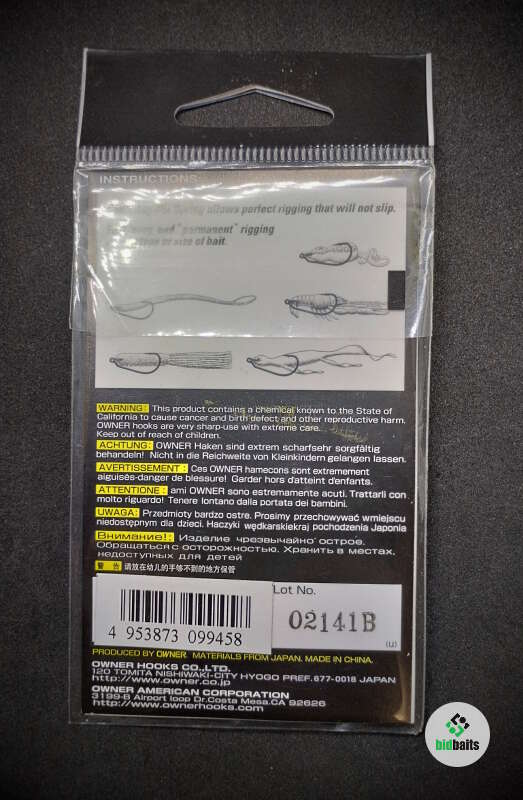 INSTRUCTIONS
allows perfect rigging that will not slip.
and "permanent" rigging
or size of bait.
WARNING: This product contains a chemical known to the State of
California to cause cancer and birth defect and other reproductive harm.
OWNER hooks are very sharp-use with extreme care.
Keep out of reach of children.
ACHTUNG: OWNER Haken sind extrem scharfsehr sorgfältig
behandeln! Nicht in die Reichweite von Kleinkindern gelangen lassen.
AVERTISSEMENT: Ces OWNER hamecons sont extremement
aiguisés-danger de blessure! Garder hors d'atteint d'enfants.
ATTENTIONE: ami OWNER sono estremamente acuti. Trattarli con
molto riguardo! Tenere lontano dalla portata dei bambini.
UWAGA: Przedmioty bardzo ostre. Prosimy przechowywać wmiejscu
niedostępnym dla dzieci. Haczyki wędkarskiekraj pochodzenia Japonia
Внимание!: Изделие чрезвычайно острое.
Обращаться с осторожностью. Хранить в местах,
недоступных для детей
警 告 请放在幼儿的手够不到的地方保管
Lot No.
02141B
4 953873 099458
(u)
PRODUCED BY OWNER. MATERIALS FROM JAPAN. MADE IN CHINA.
OWNER HOOKS CO.,LTD.
120 TOMITA NISHIWAKI-CITY HYOGO PREF.677-0018 JAPAN
http://www.owner.co.jp
OWNER AMERICAN CORPORATION
3199-B Airport loop Dr.Costa Mesa.CA 92626
http://www.ownerhooks.com
bidbaits